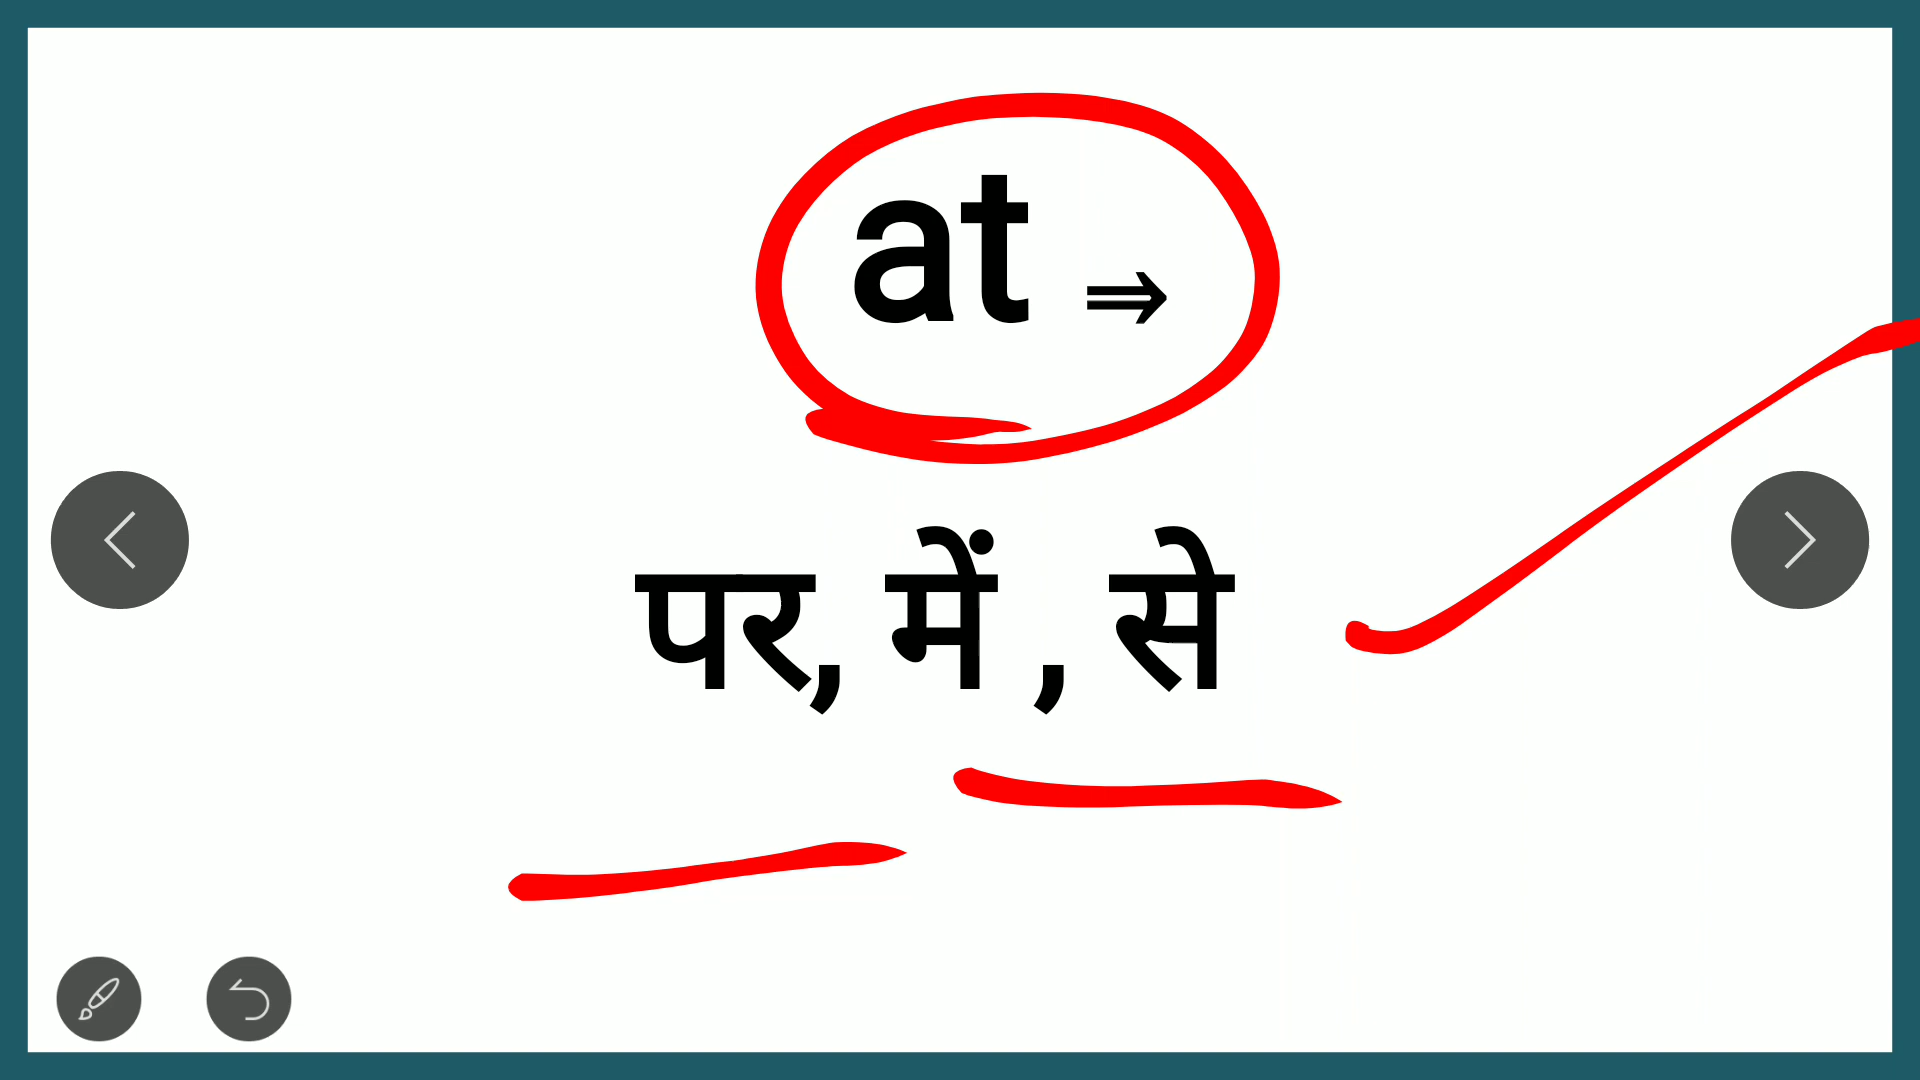 at ⇒
पर, में , से